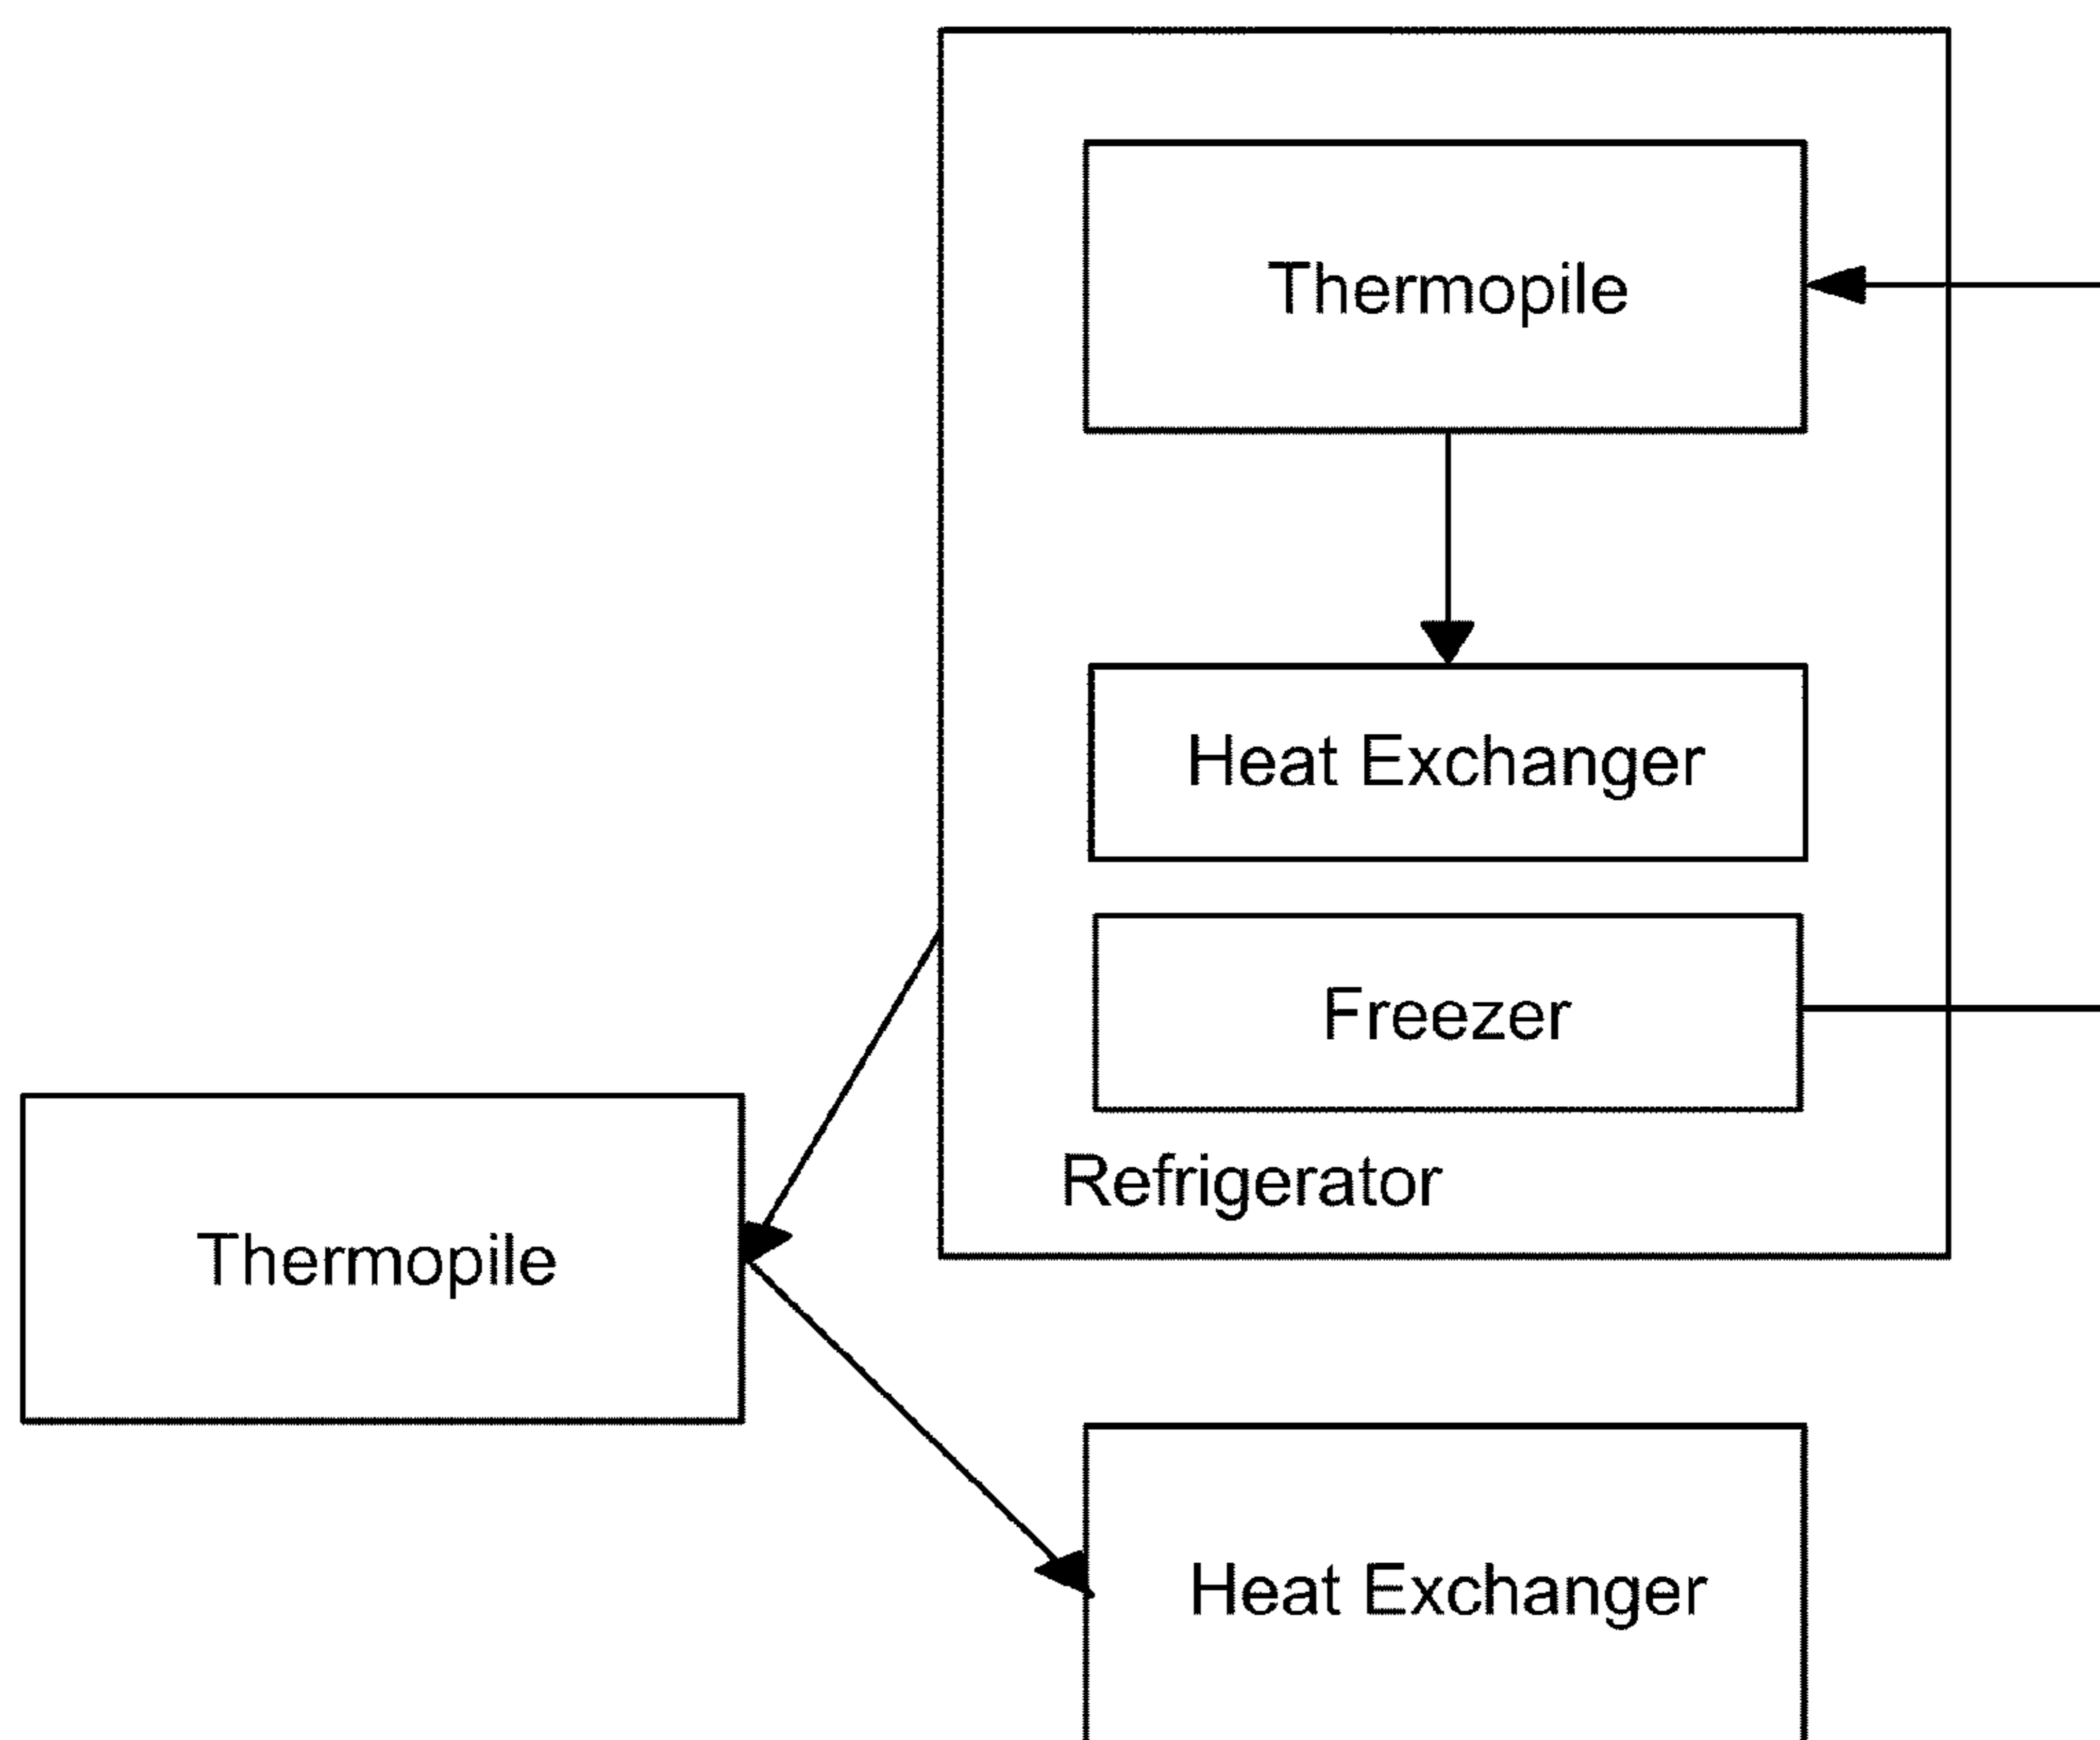 Thermopile
Heat Exchanger
Freezer
Refrigerator
Thermopile
Heat Exchanger